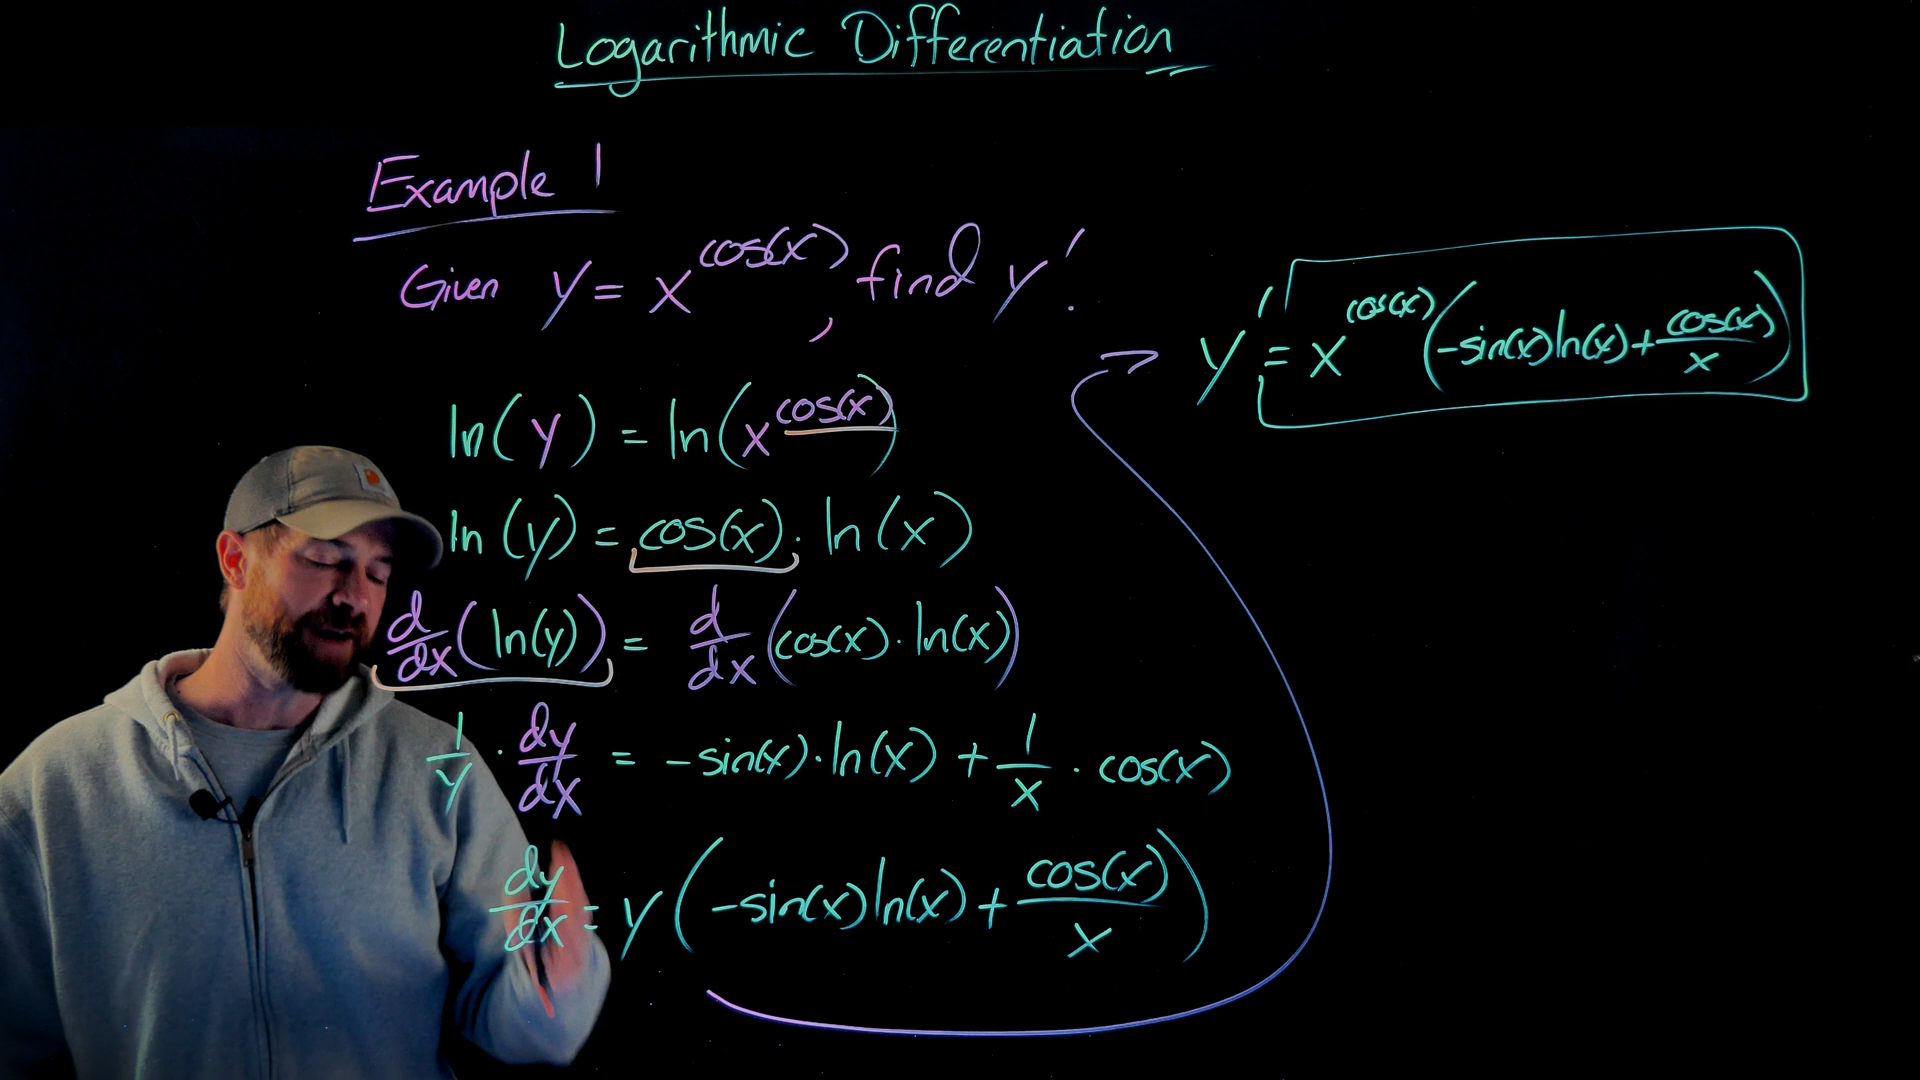 Logarithmic Differentiation
Example 1
Given y = x^cos(x), find y'.
ln(y) = ln(x^cos(x))
ln(y) = cos(x) · ln(x)
d/dx (ln(y)) = d/dx (cos(x) · ln(x))
1/y · dy/dx = -sin(x) · ln(x) + 1/x · cos(x)
dy/dx = y(-sin(x)ln(x) + cos(x)/x)
y' = x^cos(x) (-sin(x)ln(x) + cos(x)/x)